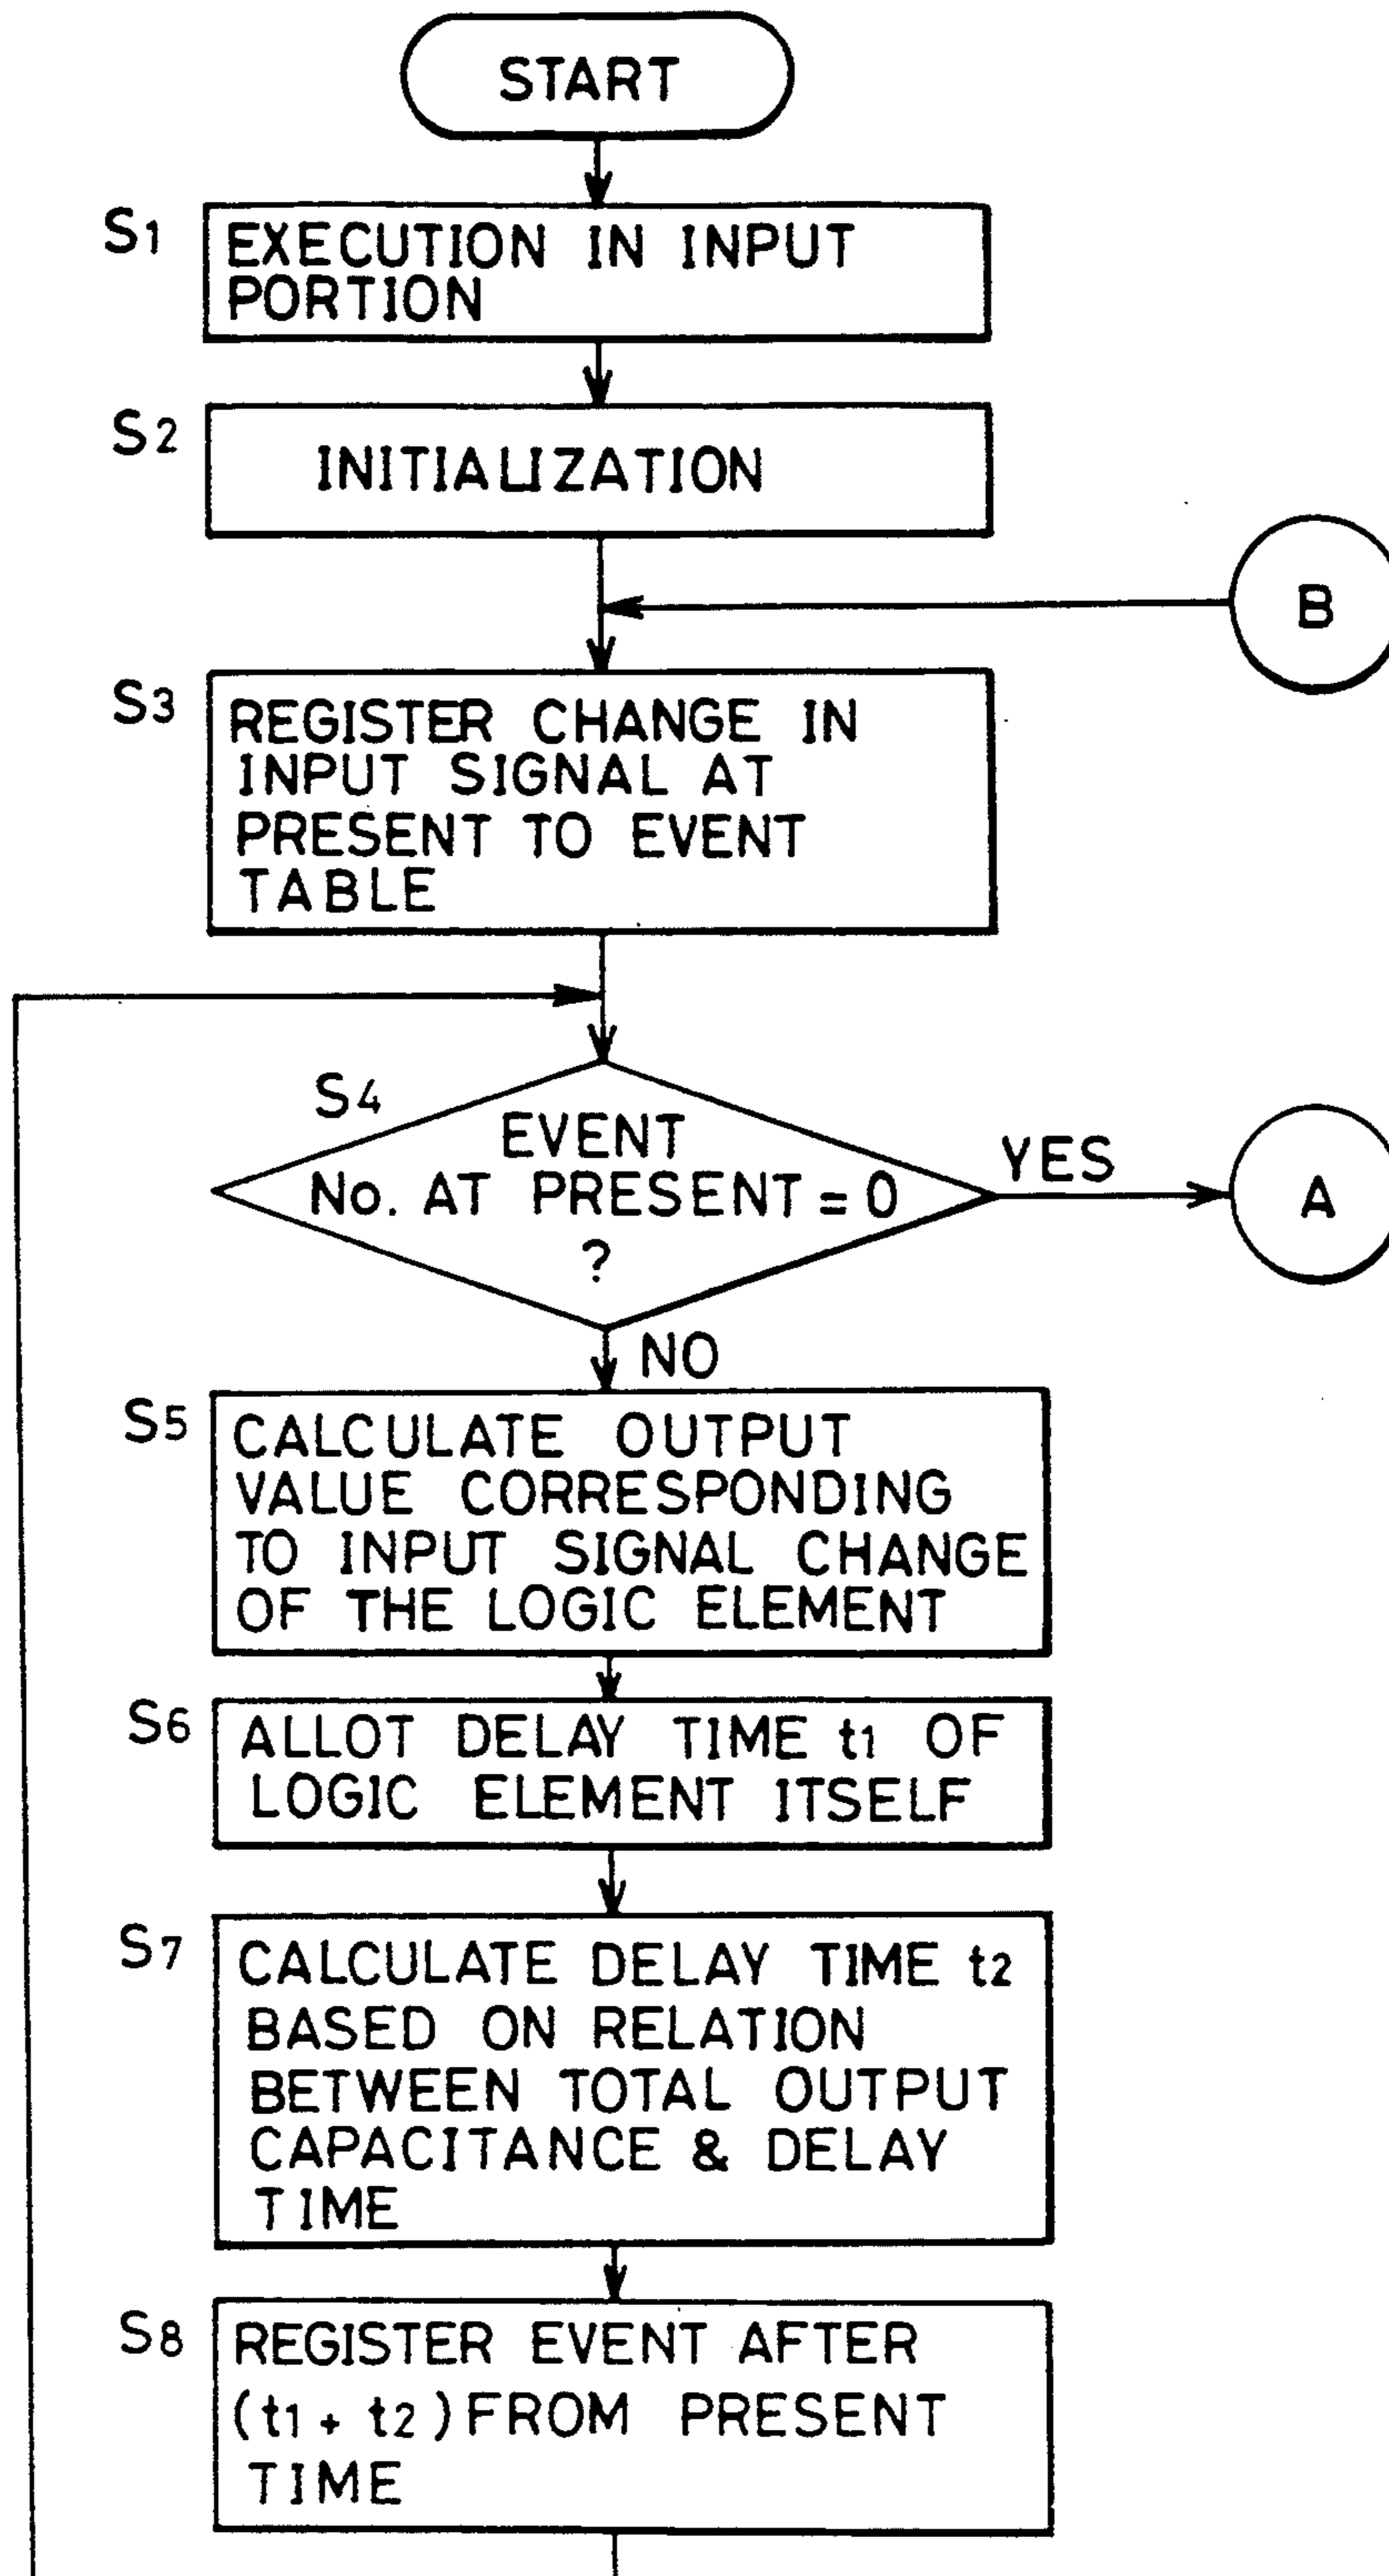 START
S1
EXECUTION IN INPUT
PORTION
S2
INITIALIZATION
B
S3
REGISTER CHANGE IN
INPUT SIGNAL AT
PRESENT TO EVENT
TABLE
S4
EVENT
No. AT PRESENT = 0
?
YES
A
NO
S5
CALCULATE OUTPUT
VALUE CORRESPONDING
TO INPUT SIGNAL CHANGE
OF THE LOGIC ELEMENT
S6
ALLOT DELAY TIME t1 OF
LOGIC ELEMENT ITSELF
S7
CALCULATE DELAY TIME t2
BASED ON RELATION
BETWEEN TOTAL OUTPUT
CAPACITANCE & DELAY
TIME
S8
REGISTER EVENT AFTER
(t1 + t2) FROM PRESENT
TIME